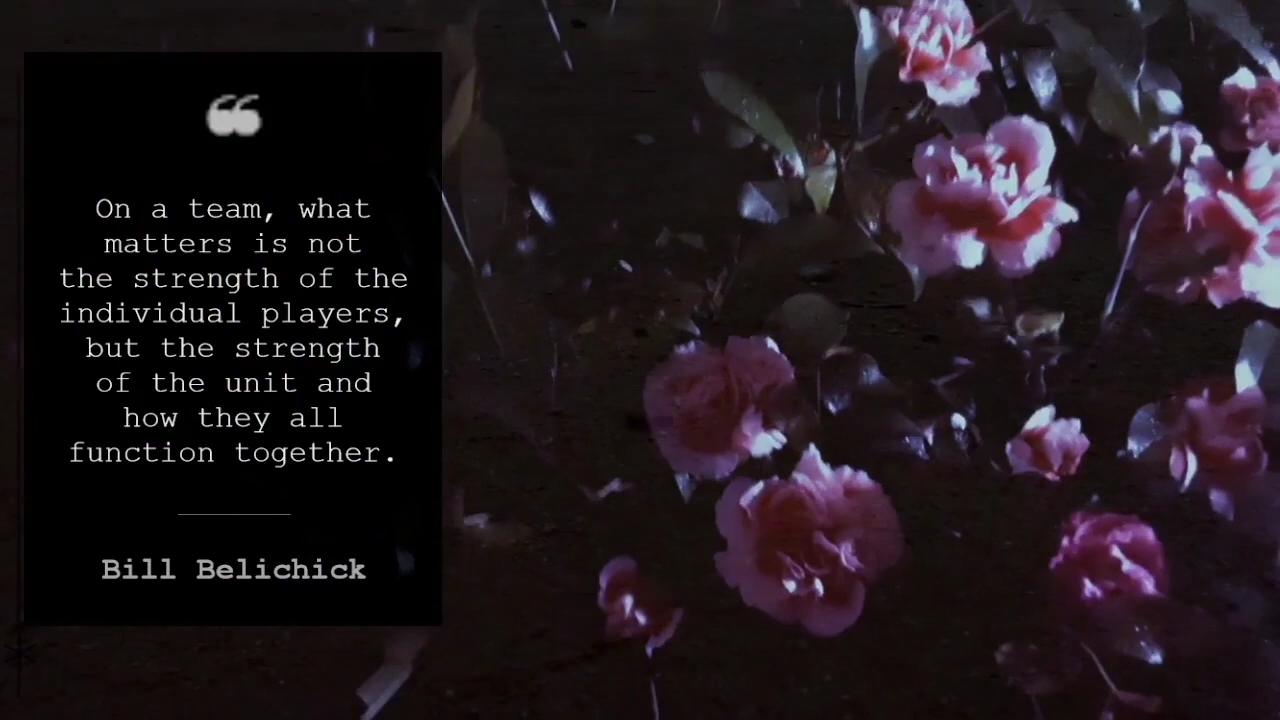 ❝
On a team, what
matters is not
the strength of the
individual players,
but the strength
of the unit and
how they all
function together.
Bill Belichick